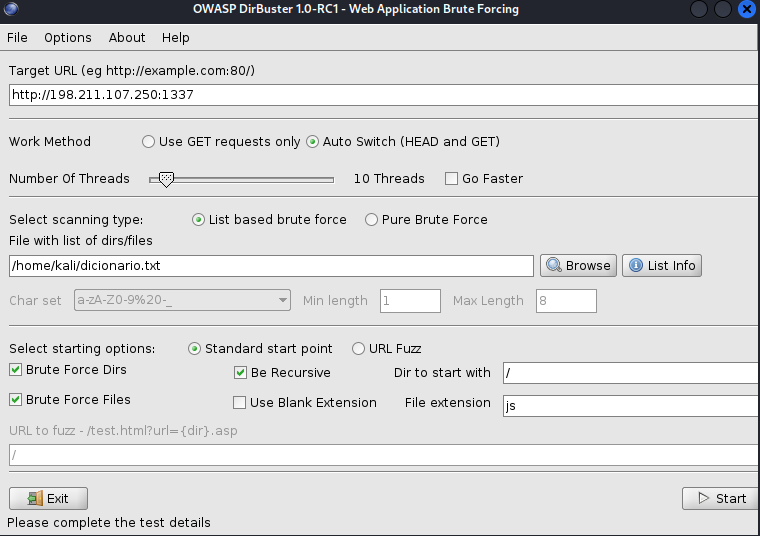 OWASP DirBuster 1.0-RC1 - Web Application Brute Forcing
File Options About Help
Target URL (eg http://example.com:80/)
http://198.211.107.250:1337
Work Method Use GET requests only Auto Switch (HEAD and GET)
Number Of Threads 10 Threads Go Faster
Select scanning type: List based brute force Pure Brute Force
File with list of dirs/files
/home/kali/dicionario.txt Browse List Info
Char set a-zA-Z0-9%20-_ Min length 1 Max Length 8
Select starting options: Standard start point URL Fuzz
Brute Force Dirs Be Recursive Dir to start with /
Brute Force Files Use Blank Extension File extension js
URL to fuzz - /test.html?url={dir}.asp
/
Exit Start
Please complete the test details